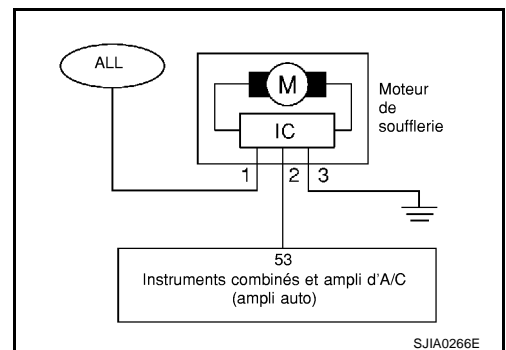 ALL
M
Moteur
de
soufflerie
IC
1 2 3
53
Instruments combinés et ampli d'A/C
(ampli auto)
SJIA0266E